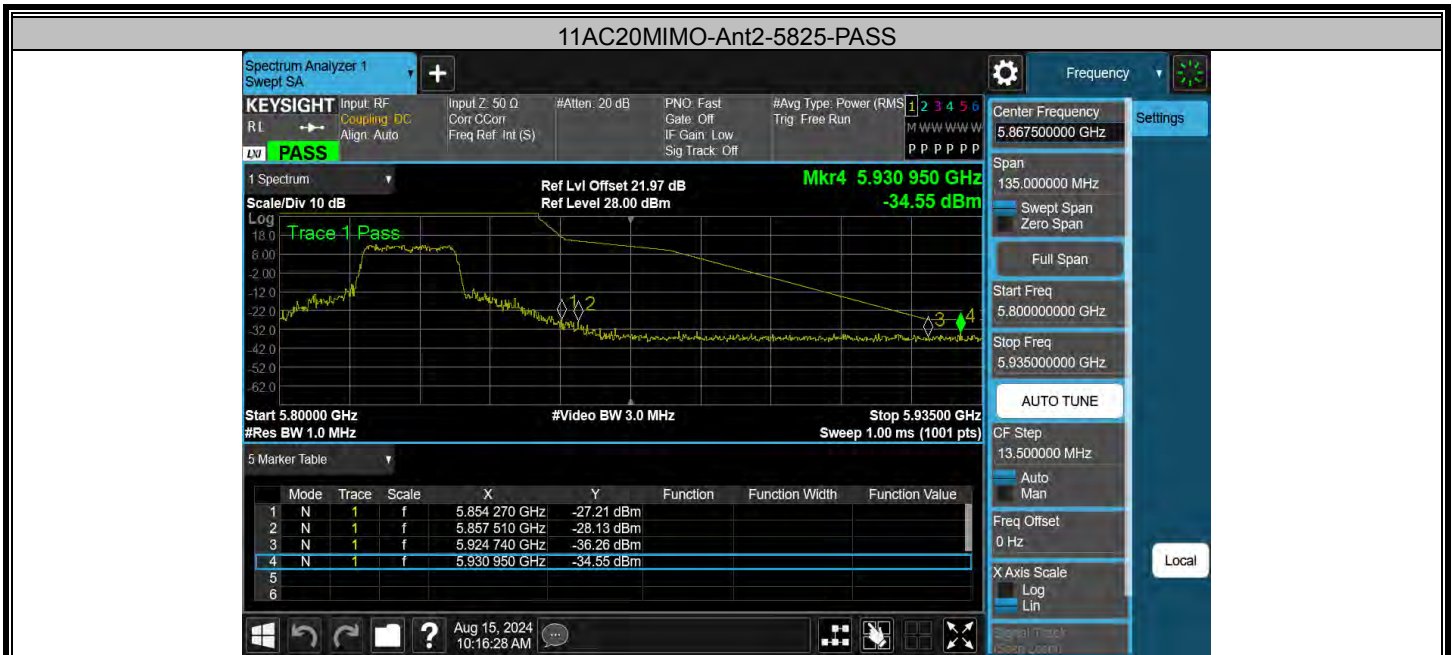 11AC20MIMO-Ant2-5825-PASS
Spectrum Analyzer 1
Swept SA
+
Frequency
KEYSIGHT
RL
LXI
PASS
Input: RF
Coupling: DC
Align: Auto
Input Z: 50 Ω
Corr CCorr
Freq Ref: Int (S)
#Atten: 20 dB
PNO: Fast
Gate: Off
IF Gain: Low
Sig Track: Off
#Avg Type: Power (RMS
Trig: Free Run
1 2 3 4 5 6
M W W W W W
P P P P P P
1 Spectrum
Scale/Div 10 dB
Ref Lvl Offset 21.97 dB
Ref Level 28.00 dBm
Mkr4 5.930 950 GHz
-34.55 dBm
Log
Trace 1 Pass
18.0
8.00
-2.00
-12.0
-22.0
-32.0
-42.0
-52.0
-62.0
1 2
3
4
Start 5.80000 GHz
#Video BW 3.0 MHz
Stop 5.93500 GHz
#Res BW 1.0 MHz
Sweep 1.00 ms (1001 pts)
5 Marker Table
Mode Trace Scale X Y Function Function Width Function Value
1 N 1 f 5.854 270 GHz -27.21 dBm
2 N 1 f 5.857 510 GHz -28.13 dBm
3 N 1 f 5.924 740 GHz -36.26 dBm
4 N 1 f 5.930 950 GHz -34.55 dBm
5
6
?
Aug 15, 2024
10:16:28 AM
Center Frequency
5.867500000 GHz
Settings
Span
135.000000 MHz
Swept Span
Zero Span
Full Span
Start Freq
5.800000000 GHz
Stop Freq
5.935000000 GHz
AUTO TUNE
CF Step
13.500000 MHz
Auto
Man
Freq Offset
0 Hz
X Axis Scale
Log
Lin
Signal Track
(Span Zoom)
Local